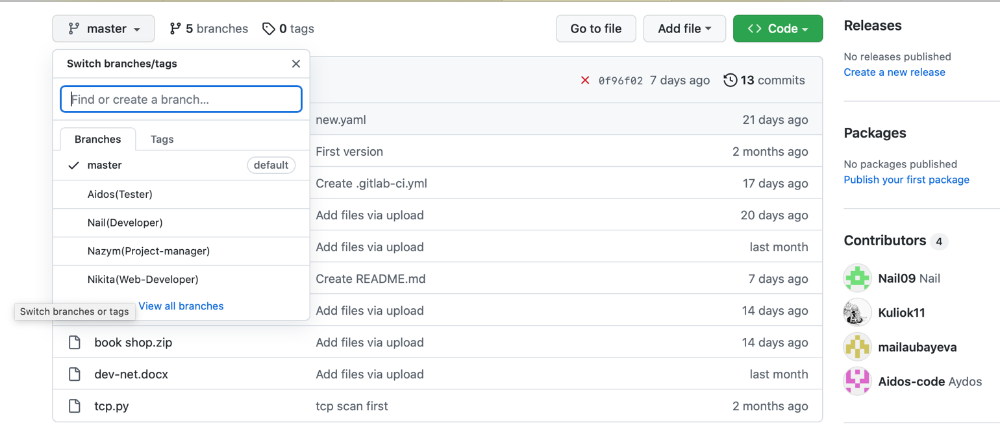 master
5 branches
0 tags
Go to file
Add file
Code
Switch branches/tags
Find or create a branch...
Branches
Tags
master
default
Aidos(Tester)
Nail(Developer)
Nazym(Project-manager)
Nikita(Web-Developer)
View all branches
Switch branches or tags
0f96f02 7 days ago
13 commits
new.yaml
21 days ago
First version
2 months ago
Create .gitlab-ci.yml
17 days ago
Add files via upload
20 days ago
Add files via upload
last month
Create README.md
7 days ago
Add files via upload
14 days ago
book shop.zip
Add files via upload
14 days ago
dev-net.docx
Add files via upload
last month
tcp.py
tcp scan first
2 months ago
Releases
No releases published
Create a new release
Packages
No packages published
Publish your first package
Contributors 4
Nail09 Nail
Kuliok11
mailaubayeva
Aidos-code Aydos